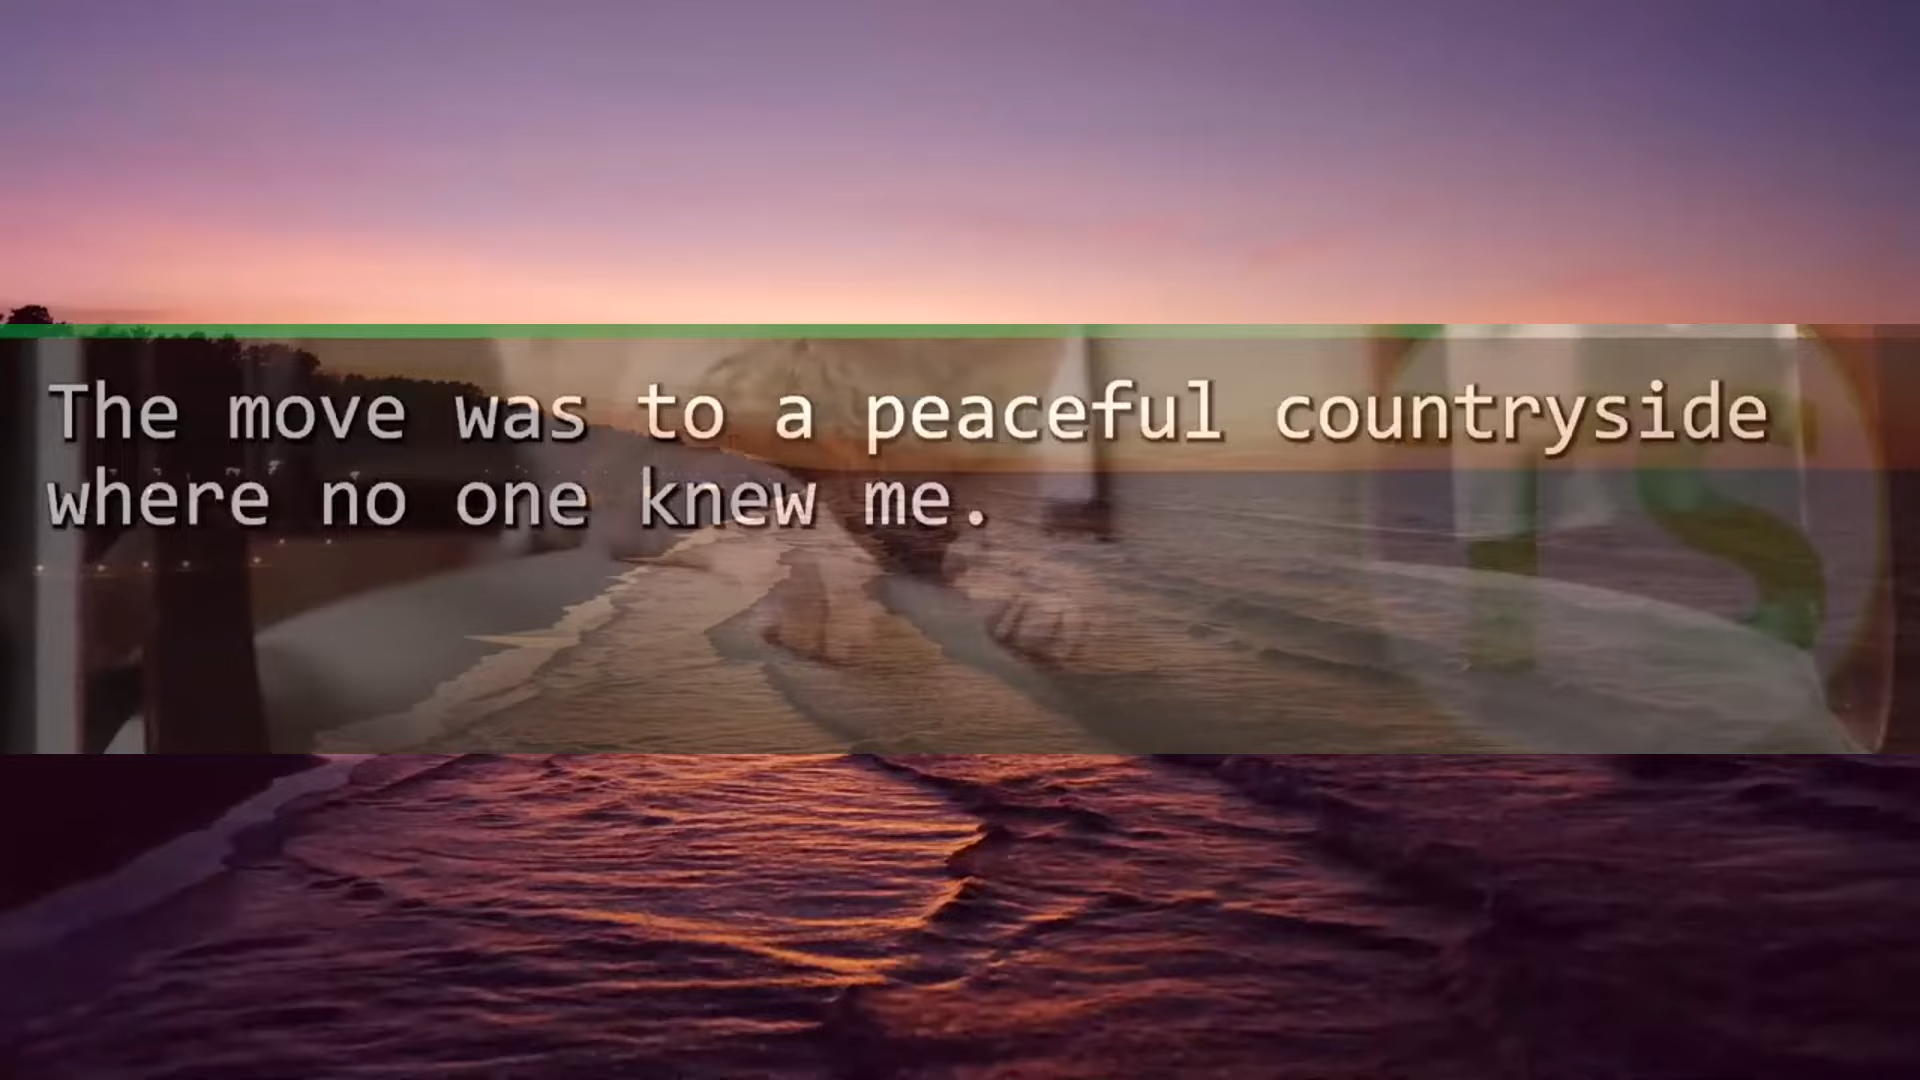 The move was to a peaceful countryside
where no one knew me.